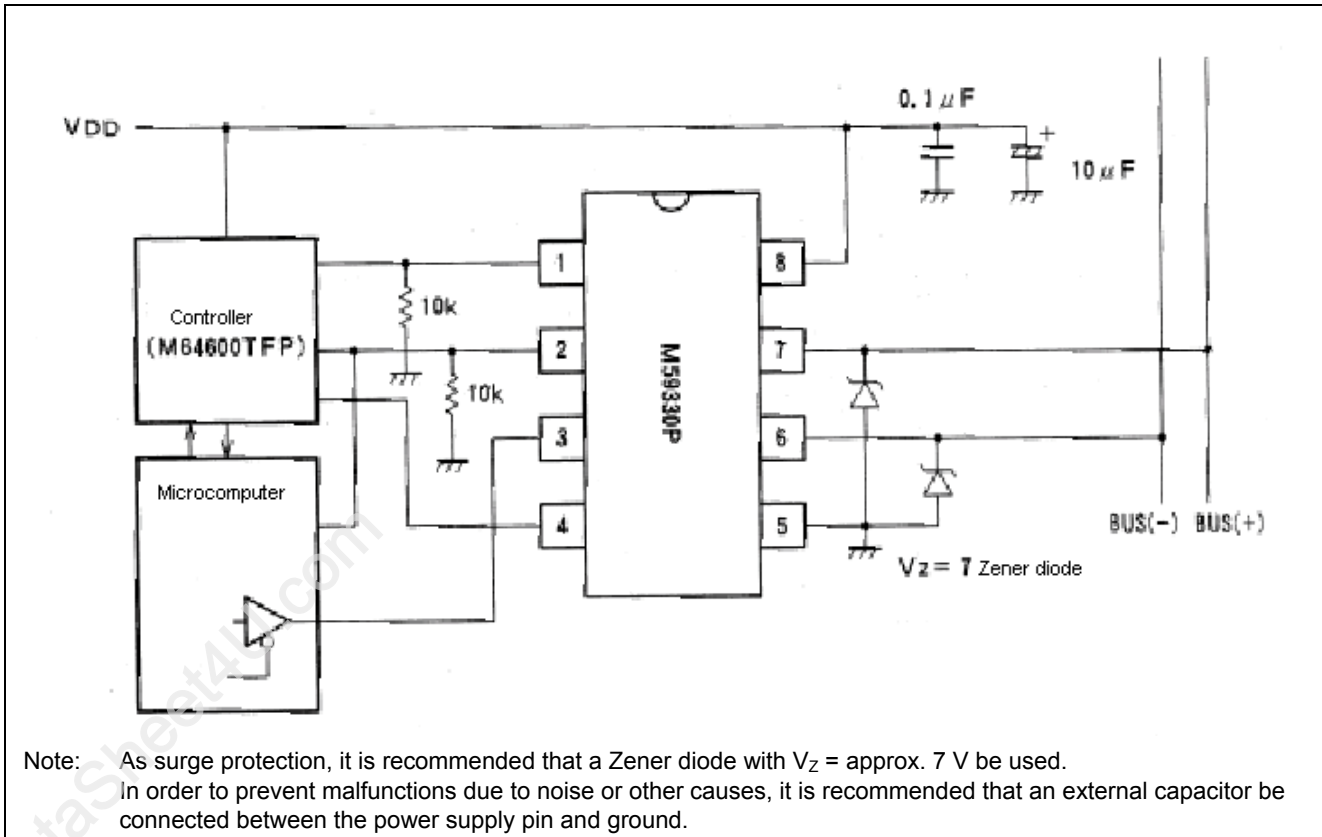 0.1 μF
VDD
10 μF
1
8
10k
Controller
(M64600TFP)
2
7
10k
M59330P
3
6
Microcomputer
4
5
BUS(-) BUS(+)
Vz = 7 Zener diode
Note: As surge protection, it is recommended that a Zener diode with VZ = approx. 7 V be used.
In order to prevent malfunctions due to noise or other causes, it is recommended that an external capacitor be
connected between the power supply pin and ground.
taSheet4U.com